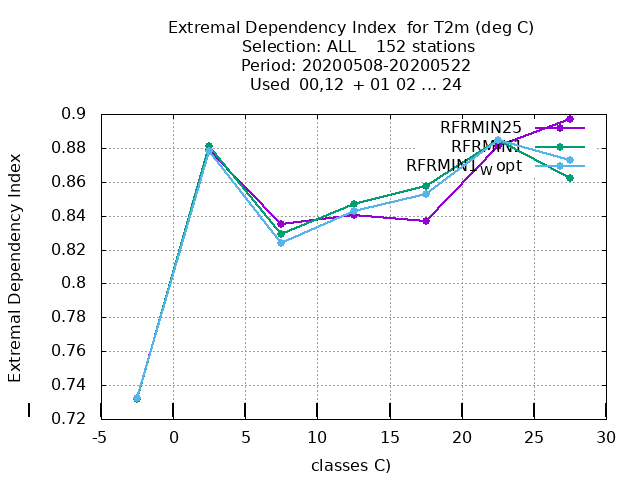 Extremal Dependency Index for T2m (deg C)
Selection: ALL 152 stations
Period: 20200508-20200522
Used 00,12 + 01 02 ... 24
0.9
0.88
0.86
0.84
0.82
0.8
0.78
0.76
0.74
0.72
Extremal Dependency Index
RFRMIN25
RFRMIN1
RFRMIN1W opt
-5
0
5
10
15
20
25
30
classes C)